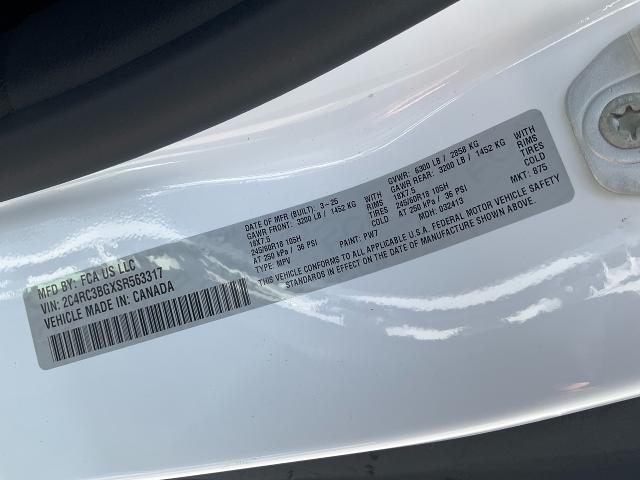 MFD BY: FCA US LLC
VIN: 2C4RC3BGXSR563317
VEHICLE MADE IN: CANADA
DATE OF MFR (BUILT): 3-25 GVWR: 6300 LB / 2858 KG
GAWR FRONT: 3200 LB / 1452 KG WITH GAWR REAR: 3200 LB / 1452 KG WITH
18X7.5 RIMS 18X7.5 RIMS
245/60R18 105H TIRES 245/60R18 105H TIRES
AT 250 kPa / 36 PSI COLD AT 250 kPa / 36 PSI COLD
TYPE: MPV PAINT: PW7 MDH: 032413 MKT: 875
THIS VEHICLE CONFORMS TO ALL APPLICABLE U.S.A. FEDERAL MOTOR VEHICLE SAFETY
STANDARDS IN EFFECT ON THE DATE OF MANUFACTURE SHOWN ABOVE.